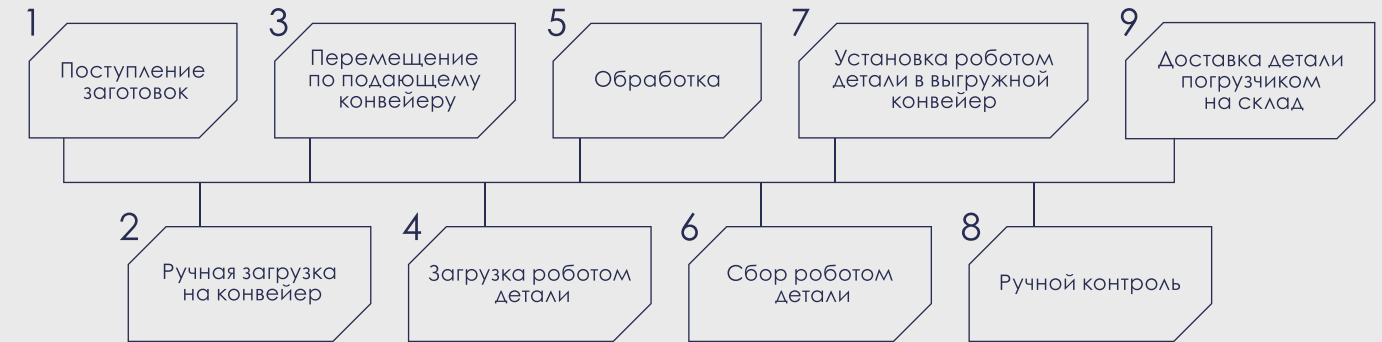 1
Поступление
заготовок
2
Ручная загрузка
на конвейер
3
Перемещение
по подающему
конвейеру
4
Загрузка роботом
детали
5
Обработка
6
Сбор роботом
детали
7
Установка роботом
детали в выгружной
конвейер
8
Ручной контроль
9
Доставка детали
погрузчиком
на склад